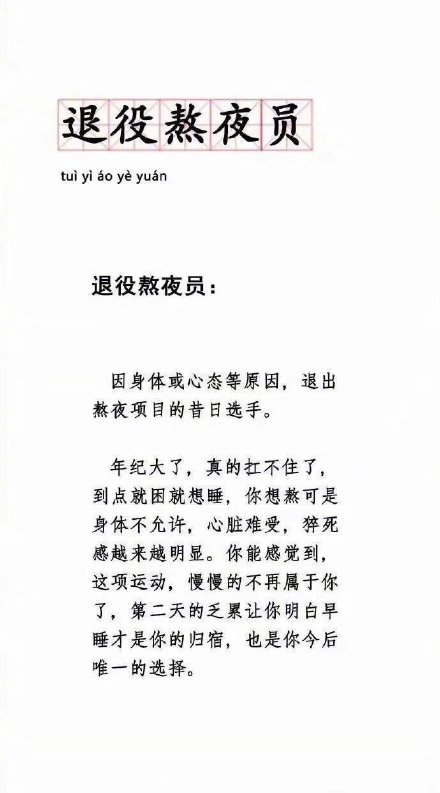 退役熬夜员
tuì yì áo yè yuán
退役熬夜员：
因身体或心态等原因，退出
熬夜项目的昔日选手。
年纪大了，真的扛不住了，
到点就困就想睡，你想熬可是
身体不允许，心脏难受，猝死
感越来越明显。你能感觉到，
这项运动，慢慢的不再属于你
了，第二天的乏累让你明白早
睡才是你的归宿，也是你今后
唯一的选择。